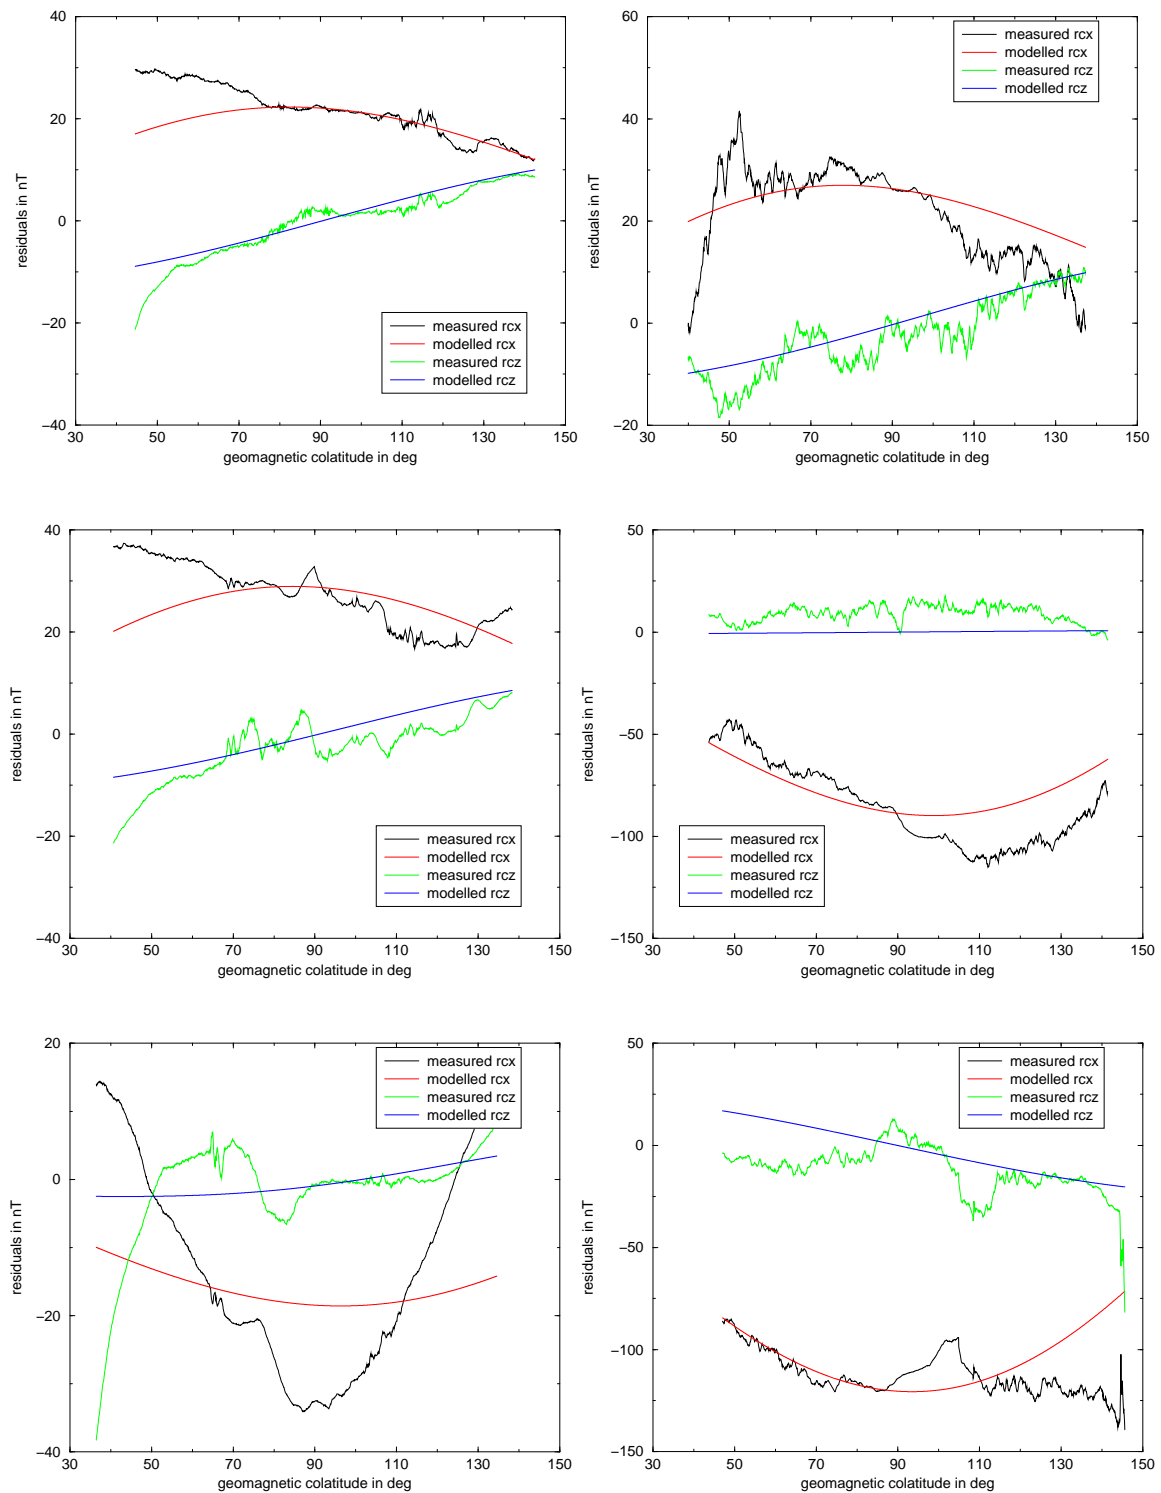 40
20
0
−20
−40
30
50
70
90
110
130
150
residuals in nT
geomagnetic colatitude in deg
measured rcx
modelled rcx
measured rcz
modelled rcz
60
40
20
0
−20
30
50
70
90
110
130
150
residuals in nT
geomagnetic colatitude in deg
measured rcx
modelled rcx
measured rcz
modelled rcz
40
20
0
−20
−40
30
50
70
90
110
130
150
residuals in nT
geomagnetic colatitude in deg
measured rcx
modelled rcx
measured rcz
modelled rcz
50
0
−50
−100
−150
30
50
70
90
110
130
150
residuals in nT
geomagnetic colatitude in deg
measured rcx
modelled rcx
measured rcz
modelled rcz
20
0
−20
−40
30
50
70
90
110
130
150
residuals in nT
geomagnetic colatitude in deg
measured rcx
modelled rcx
measured rcz
modelled rcz
50
0
−50
−100
−150
30
50
70
90
110
130
150
residuals in nT
geomagnetic colatitude in deg
measured rcx
modelled rcx
measured rcz
modelled rcz